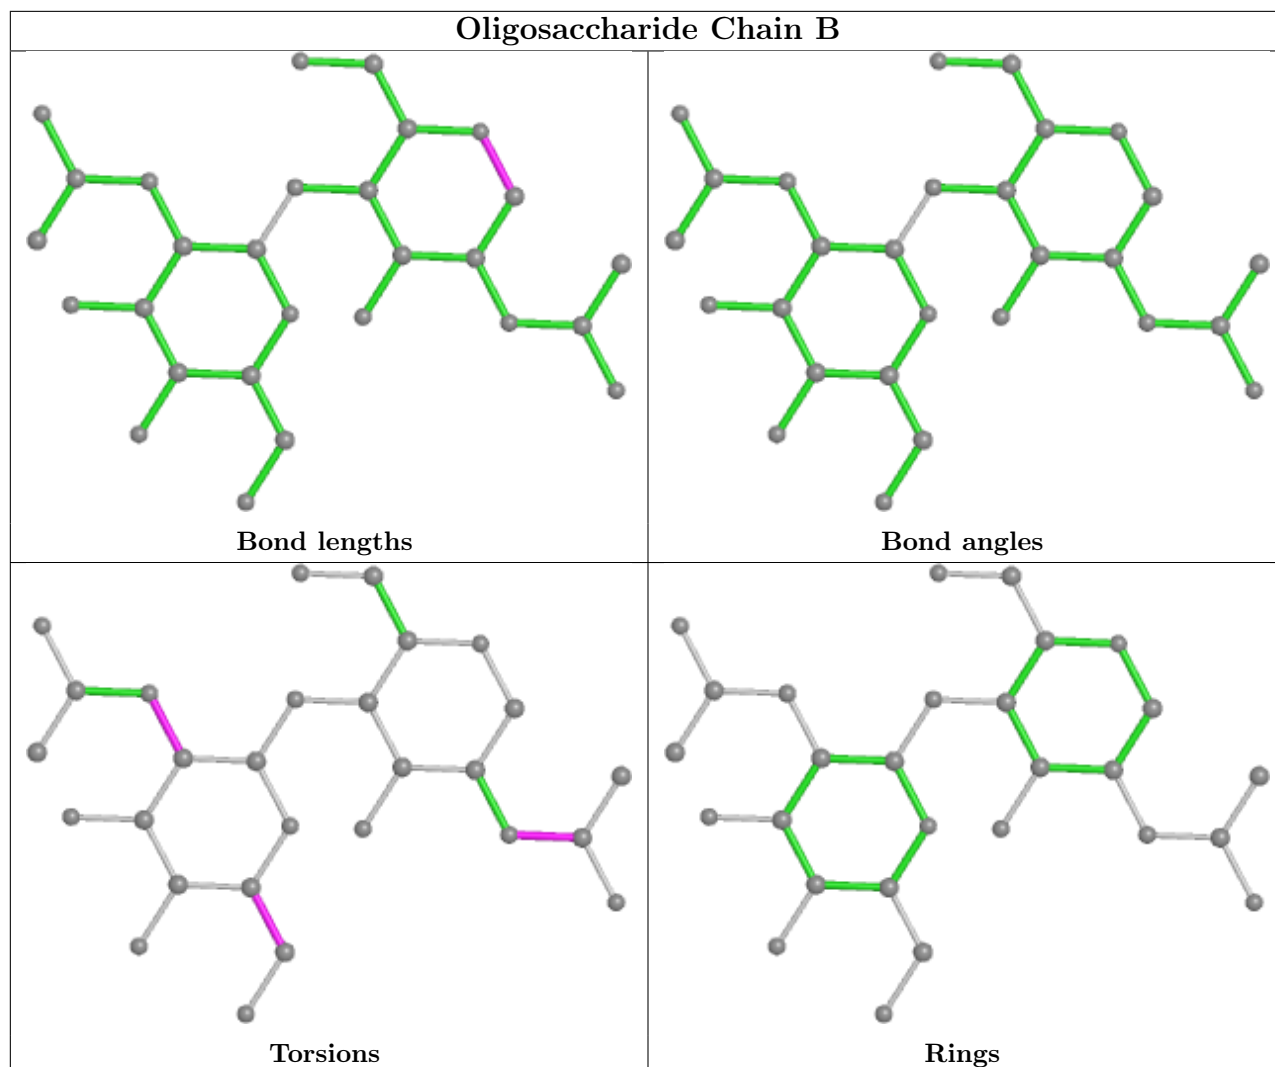 Oligosaccharide Chain B
Bond lengths
Bond angles
Torsions
Rings